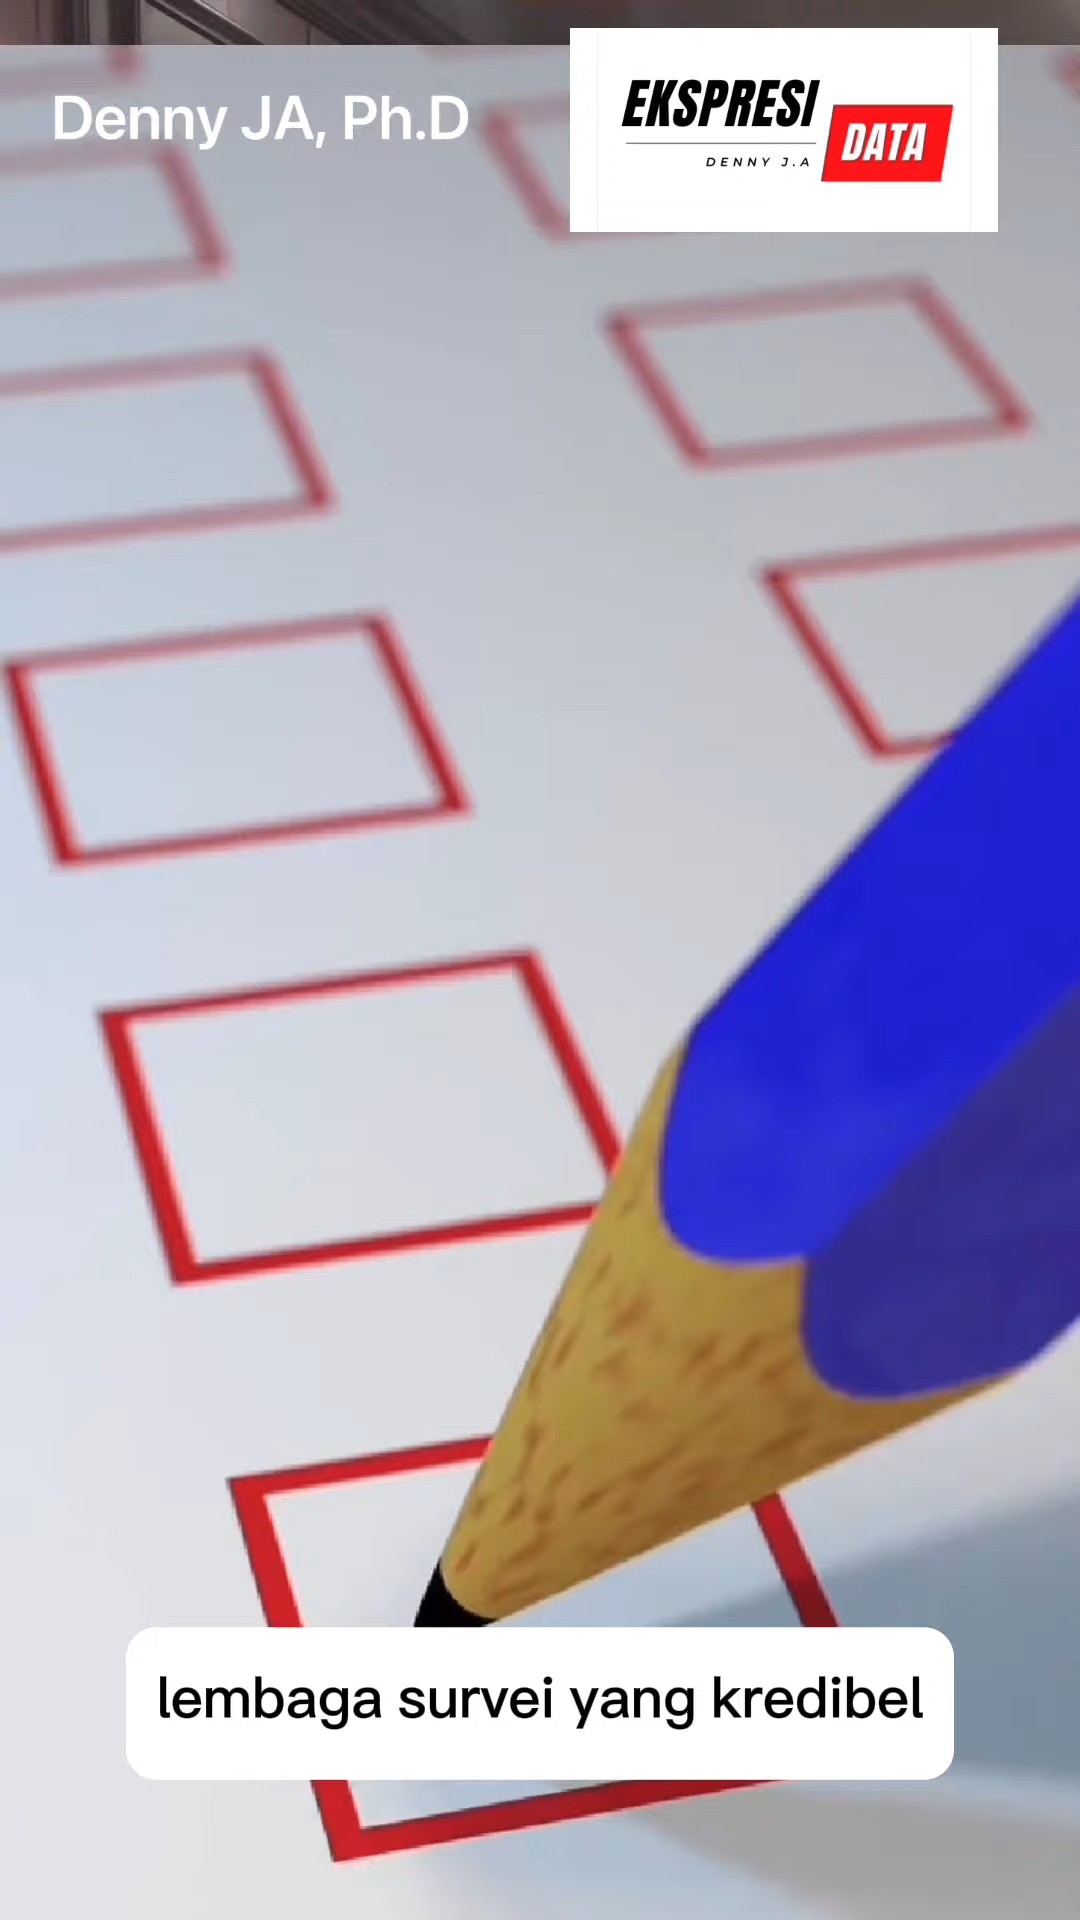 Denny JA, Ph.D
EKSPRESI
DATA
DENNY J.A
lembaga survei yang kredibel